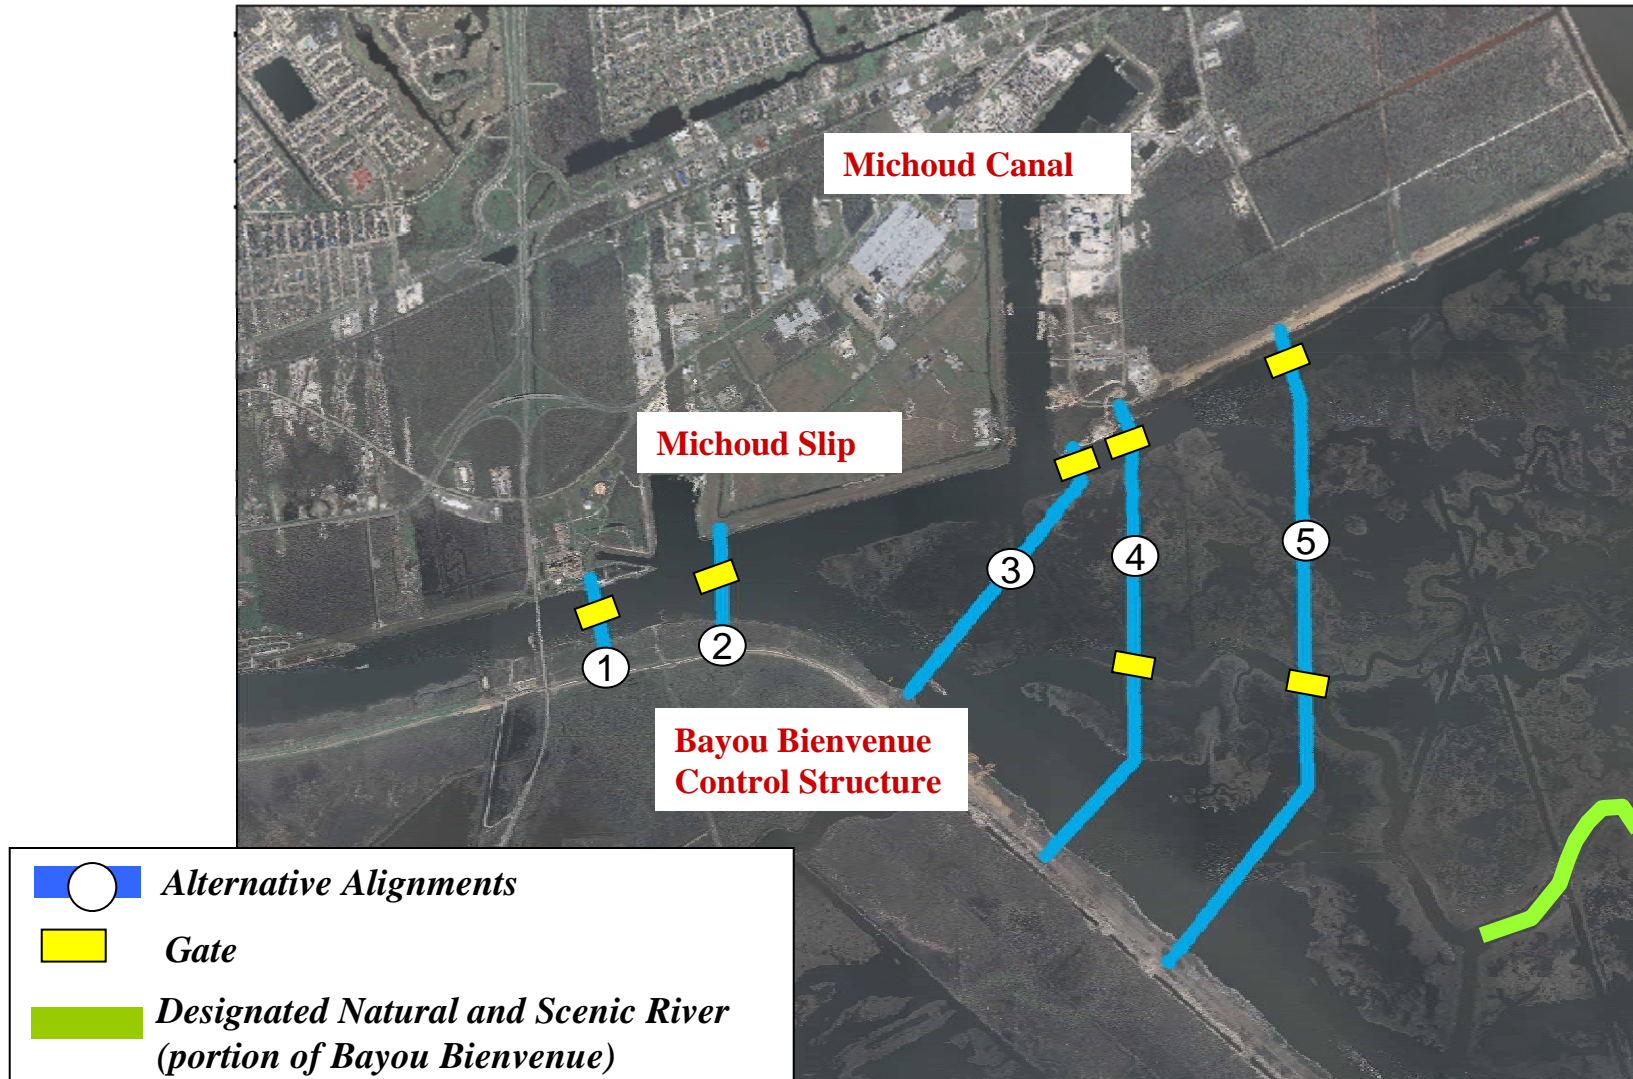 Michoud Canal
Michoud Slip
3
4
5
1
2
Bayou Bienvenue
Control Structure
Alternative Alignments
Gate
Designated Natural and Scenic River
(portion of Bayou Bienvenue)